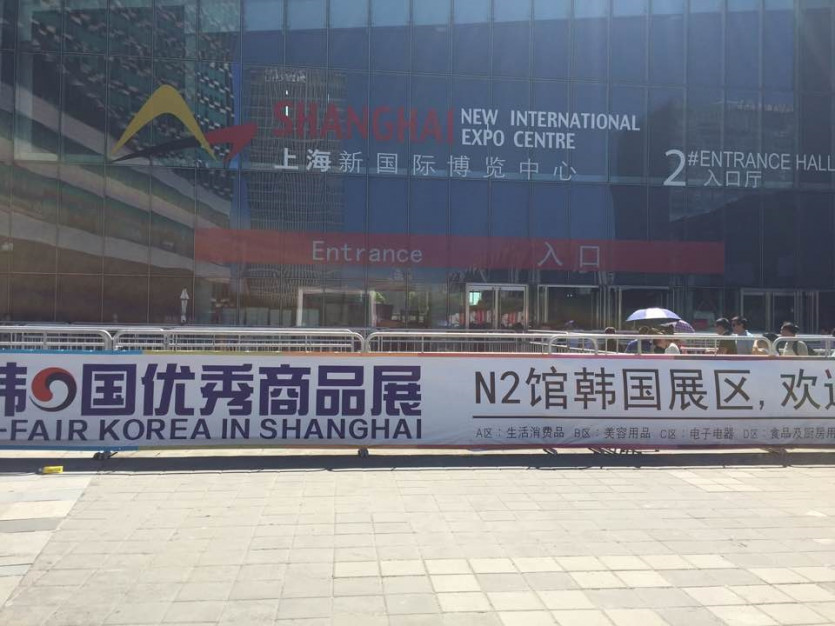 SHANGHAI NEW INTERNATIONAL
EXPO CENTRE
上海新国际博览中心
2#ENTRANCE HALL
入口厅
Entrance 入口
韩国优秀商品展
-FAIR KOREA IN SHANGHAI
N2馆韩国展区,欢迎
A区:生活消费品 B区:美容用品 C区:电子电器 D区:食品及厨房用